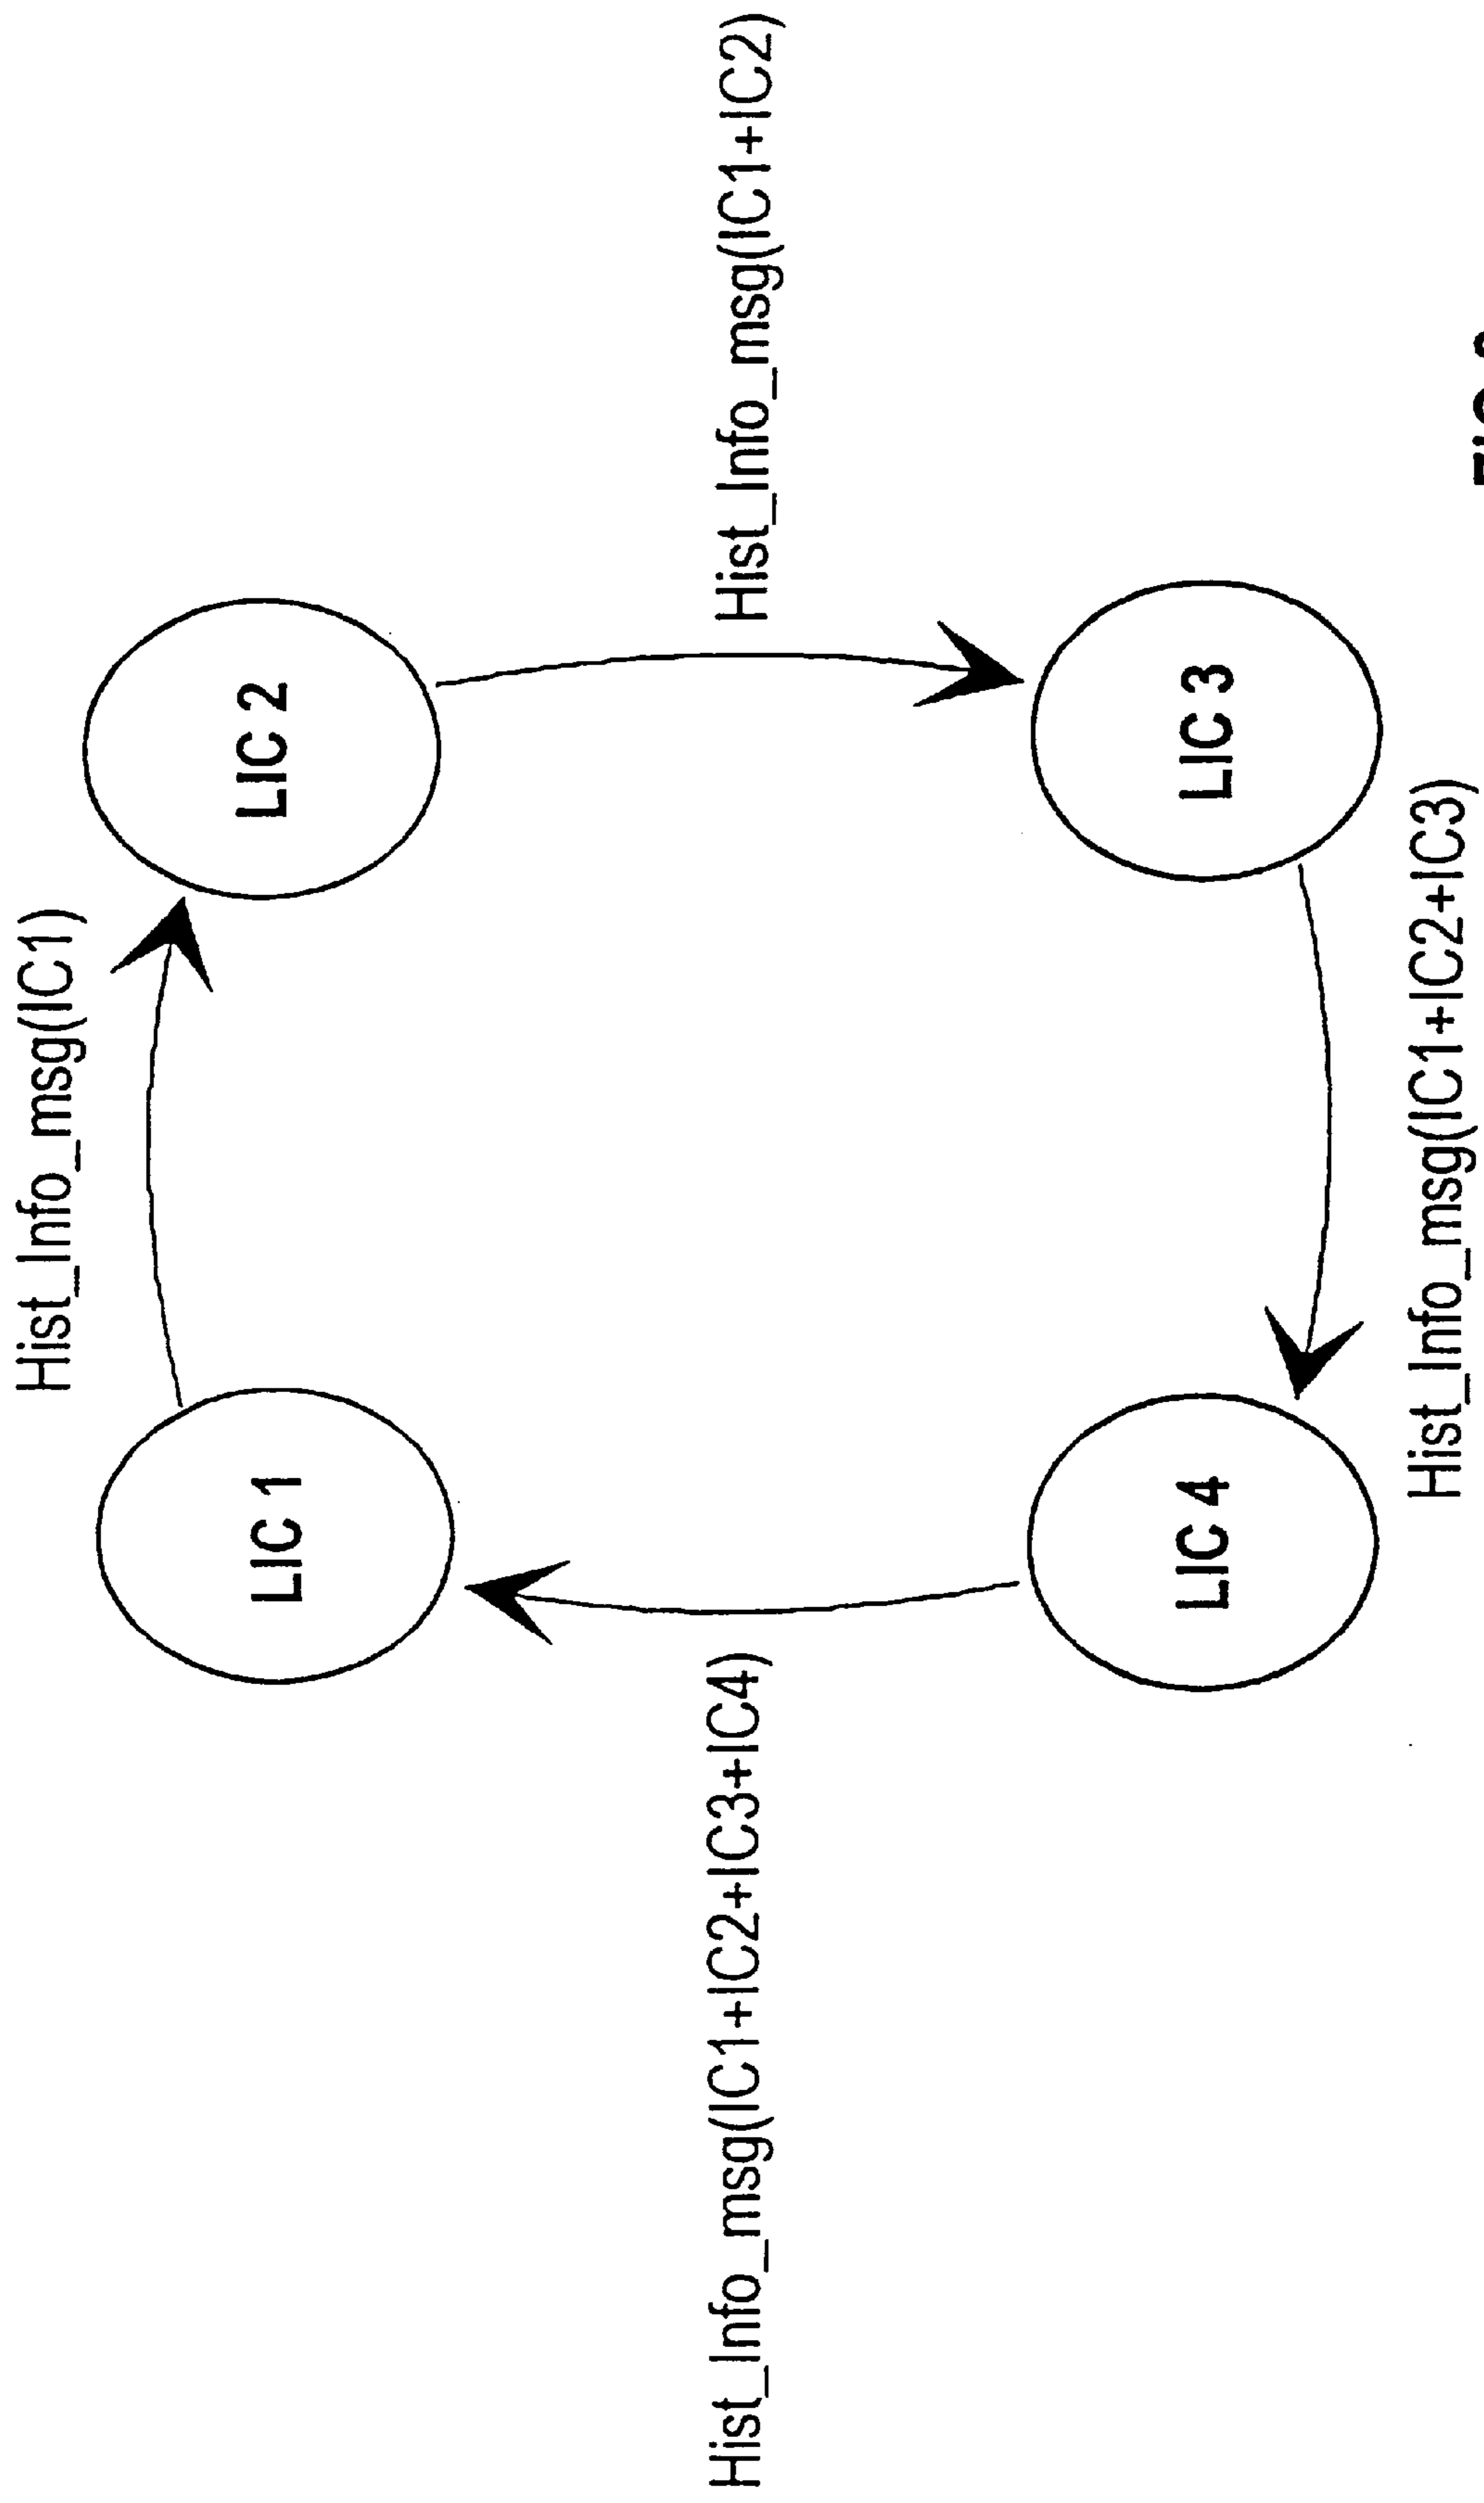 Hist_Info_msg(IC1)
LIC 1
LIC 2
Hist_Info_msg(IC1+IC2+IC3+IC4)
Hist_Info_msg(IC1+IC2)
LIC 4
LIC 3
Hist_Info_msg(IC1+IC2+IC3)